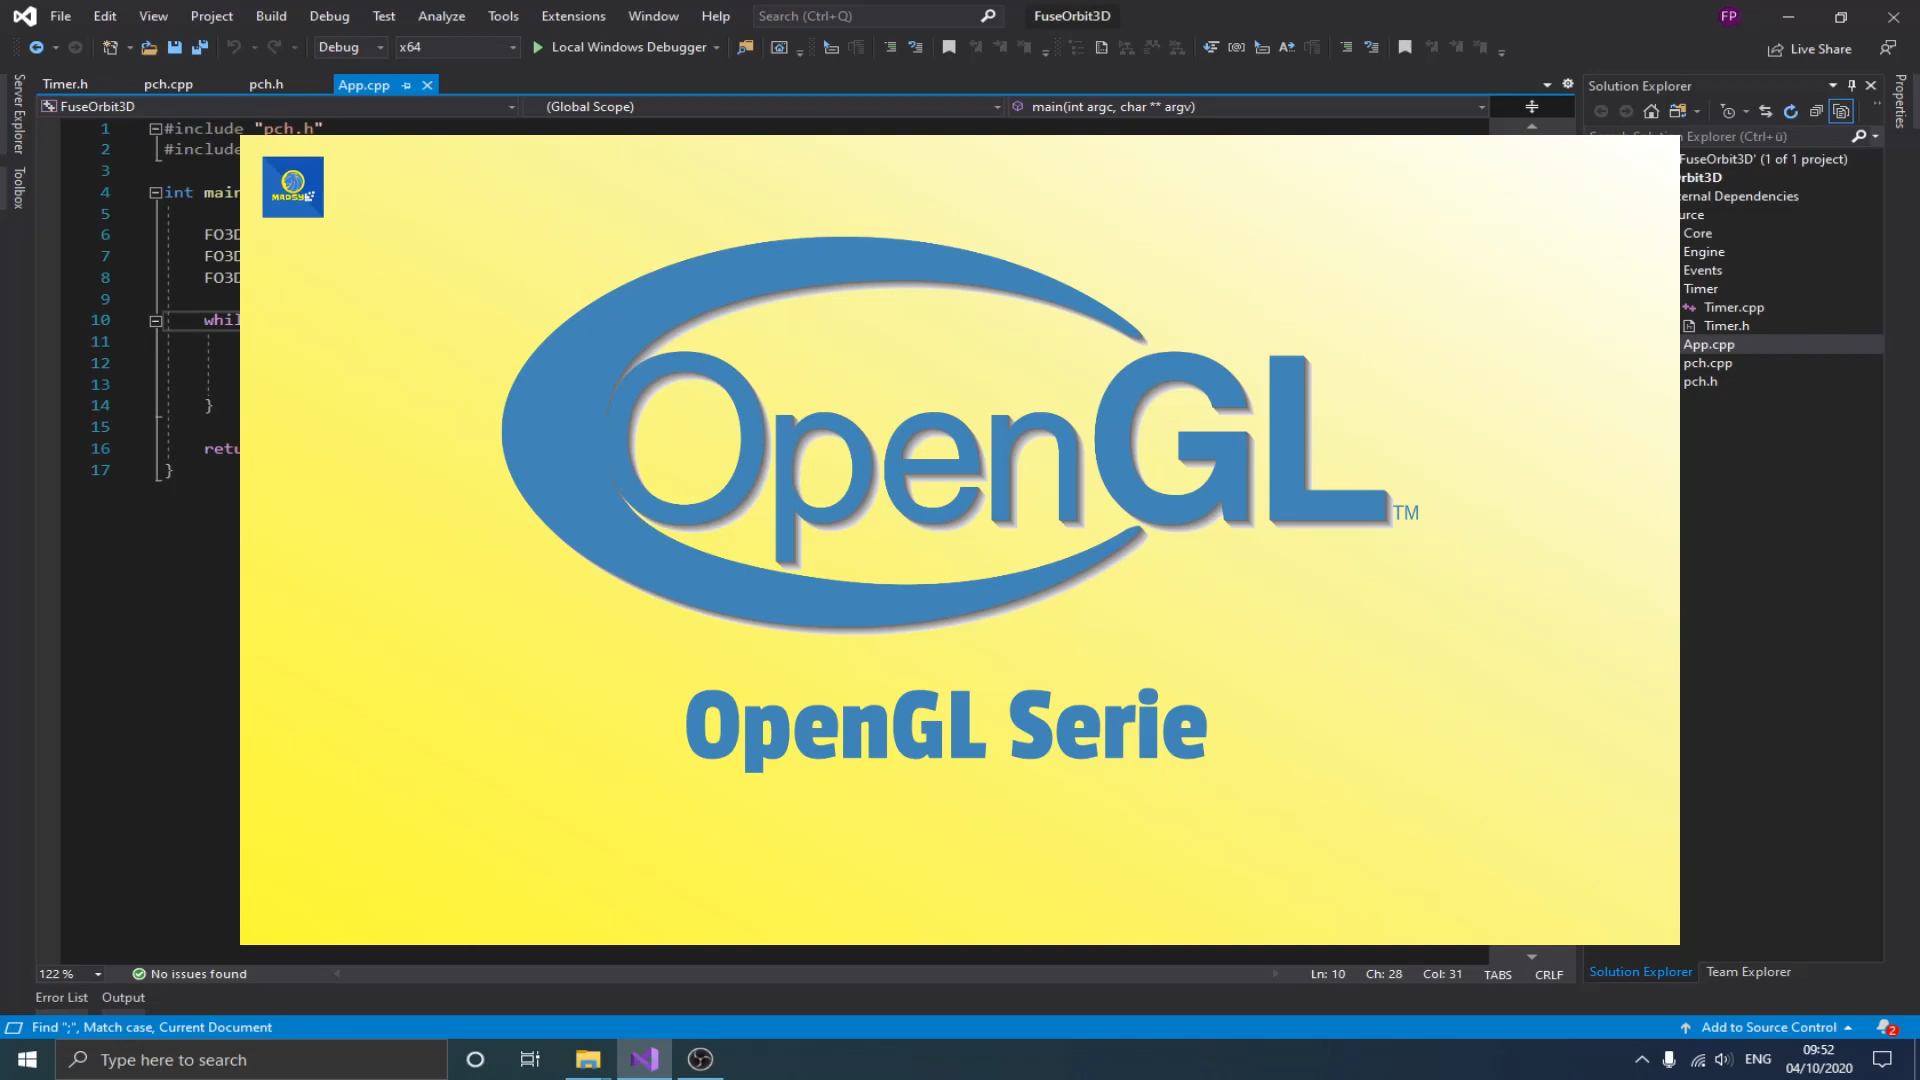 File Edit View Project Build Debug Test Analyze Tools Extensions Window Help Search (Ctrl+Q) FuseOrbit3D FP
Debug x64 Local Windows Debugger Live Share
Timer.h pch.cpp pch.h App.cpp Solution Explorer
FuseOrbit3D (Global Scope) main(int argc, char ** argv)
Server Explorer
Toolbox
Properties
1 #include "pch.h"
2 #include
3
4 int main
5
6 FO3D
7 FO3D
8 FO3D
9
10 whil
11
12
13
14 }
15
16 retu
17 }
MADSY
OpenGL TM
OpenGL Serie
Explorer (Ctrl+ü)
FuseOrbit3D' (1 of 1 project)
rbit3D
ernal Dependencies
urce
Core
Engine
Events
Timer
Timer.cpp
Timer.h
App.cpp
pch.cpp
pch.h
122 % No issues found Ln: 10 Ch: 28 Col: 31 TABS CRLF
Solution Explorer Team Explorer
Error List Output
Find ";", Match case, Current Document Add to Source Control 2
Type here to search ENG 09:52
04/10/2020